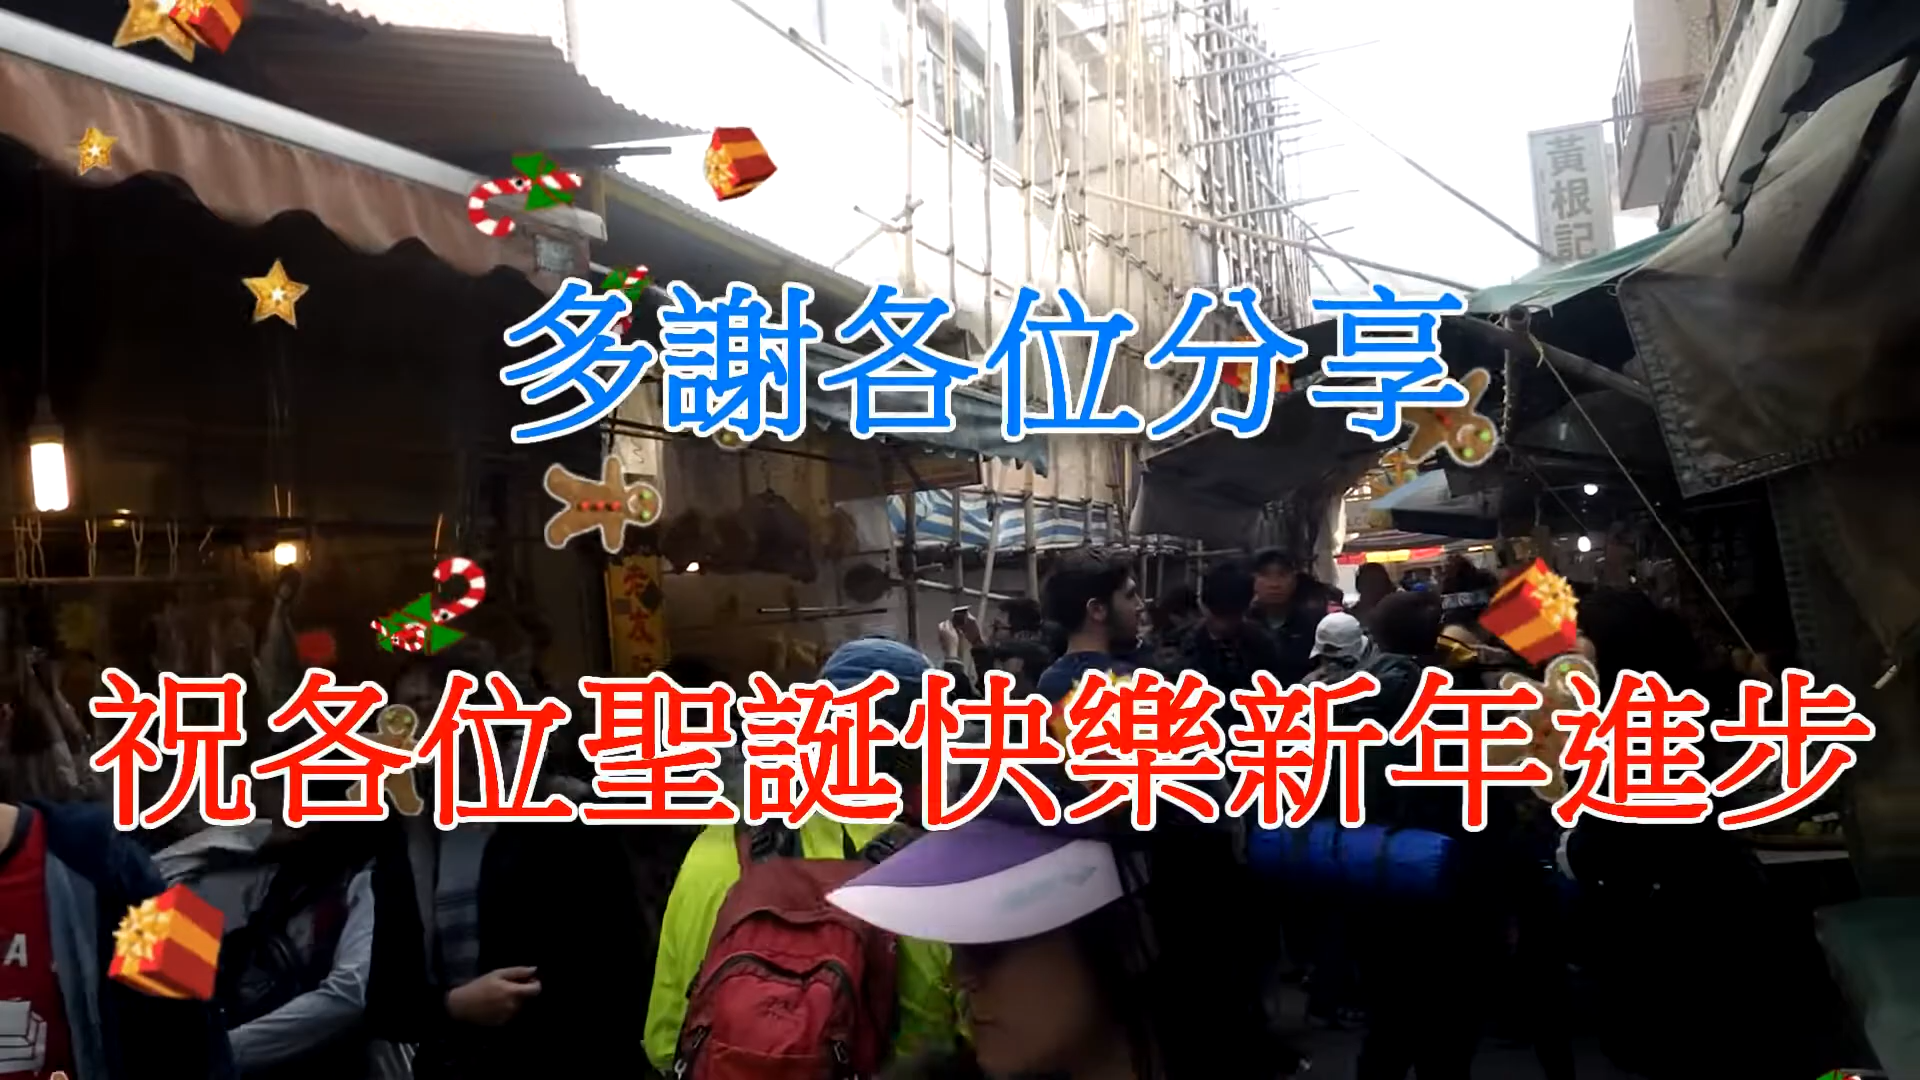 黃根記
多謝各位分享
祝各位聖誕快樂新年進步
A